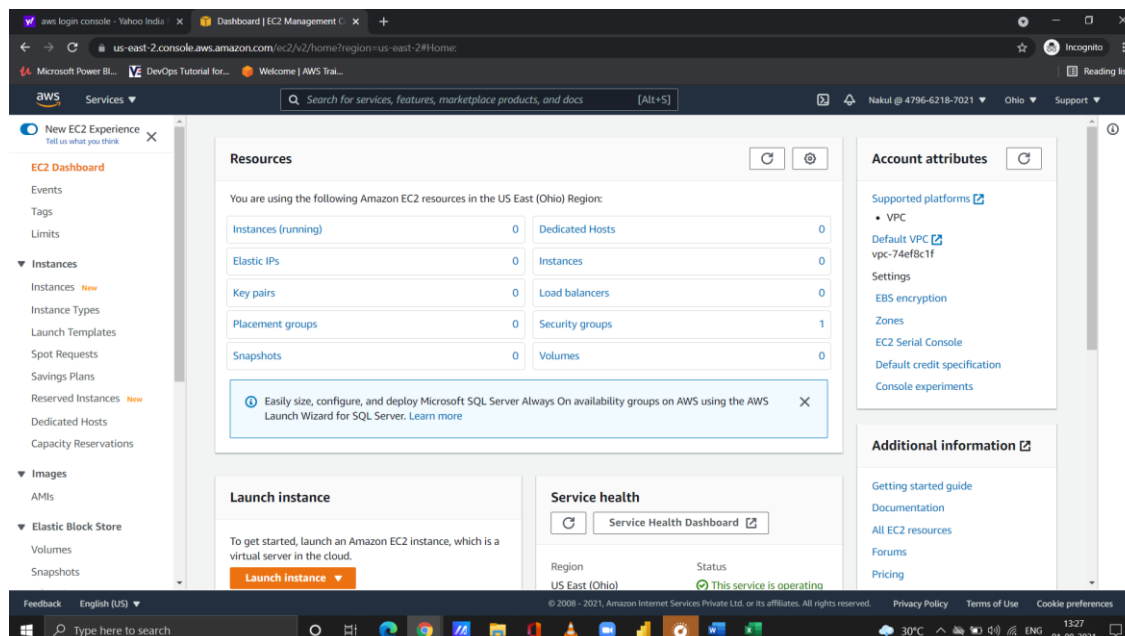 aws login console - Yahoo India
Dashboard | EC2 Management C
us-east-2.console.aws.amazon.com/ec2/v2/home?region=us-east-2#Home:
Incognito
Microsoft Power BI...
DevOps Tutorial for...
Welcome | AWS Trai...
Reading lis
aws
Services ▼
Search for services, features, marketplace products, and docs
[Alt+S]
Nakul @ 4796-6218-7021 ▼
Ohio ▼
Support ▼
New EC2 Experience
Tell us what you think
EC2 Dashboard
Events
Tags
Limits
Instances
Instances New
Instance Types
Launch Templates
Spot Requests
Savings Plans
Reserved Instances New
Dedicated Hosts
Capacity Reservations
Images
AMIs
Elastic Block Store
Volumes
Snapshots
Resources
You are using the following Amazon EC2 resources in the US East (Ohio) Region:
Instances (running) 0
Dedicated Hosts 0
Elastic IPs 0
Instances 0
Key pairs 0
Load balancers 0
Placement groups 0
Security groups 1
Snapshots 0
Volumes 0
Easily size, configure, and deploy Microsoft SQL Server Always On availability groups on AWS using the AWS
Launch Wizard for SQL Server. Learn more
Launch instance
To get started, launch an Amazon EC2 instance, which is a
virtual server in the cloud.
Launch instance ▼
Service health
Service Health Dashboard
Region
Status
US East (Ohio)
This service is operating
Account attributes
Supported platforms
• VPC
Default VPC
vpc-74ef8c1f
Settings
EBS encryption
Zones
EC2 Serial Console
Default credit specification
Console experiments
Additional information
Getting started guide
Documentation
All EC2 resources
Forums
Pricing
Feedback
English (US) ▼
© 2008 - 2021, Amazon Internet Services Private Ltd. or its affiliates. All rights reserved.
Privacy Policy
Terms of Use
Cookie preferences
Type here to search
30°C
ENG
13:27
01-08-2021